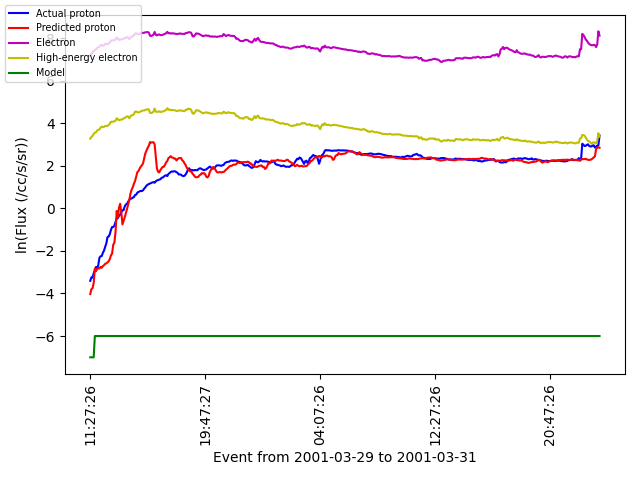 Actual proton
Predicted proton
Electron
High-energy electron
Model
8
6
4
2
0
−2
−4
−6
ln(Flux (/cc/s/sr))
11:27:26
19:47:27
04:07:26
12:27:26
20:47:26
Event from 2001-03-29 to 2001-03-31